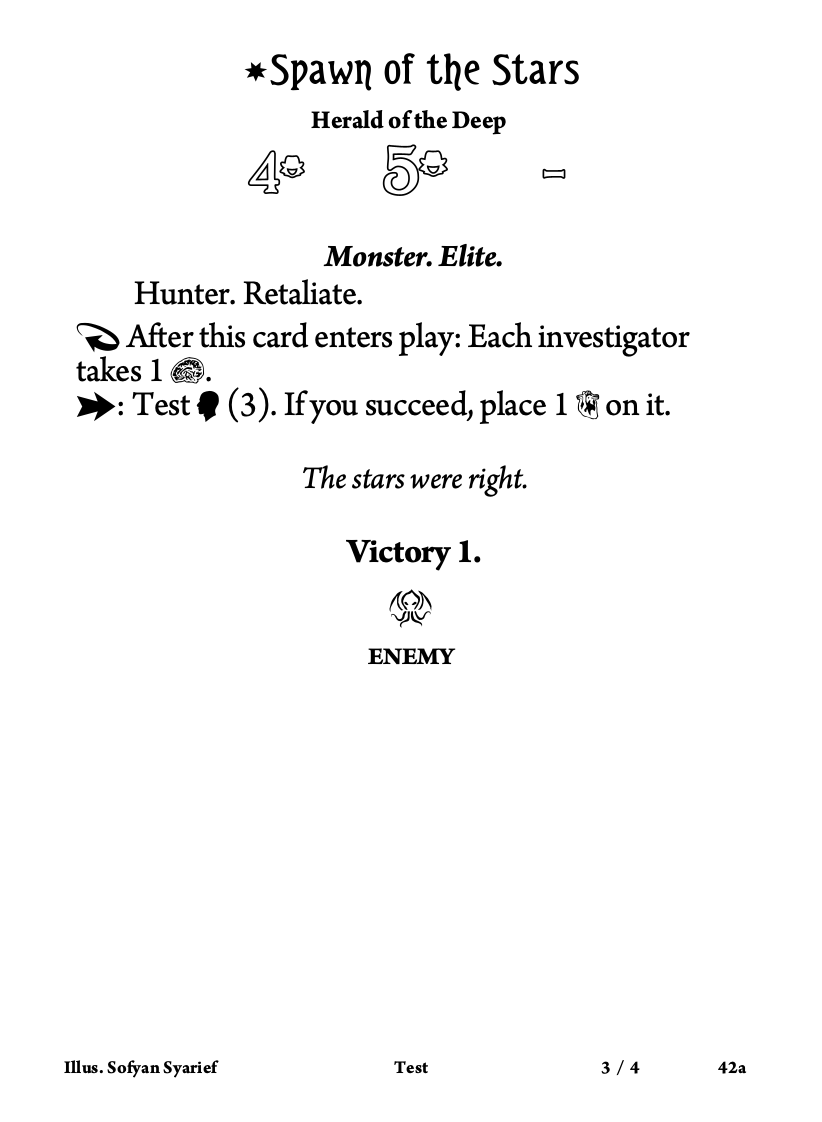 Spawn of the Stars
Herald of the Deep
4 5 –
Monster. Elite.
Hunter. Retaliate.
After this card enters play: Each investigator
takes 1 .
: Test (3). If you succeed, place 1 on it.
The stars were right.
Victory 1.
ENEMY
Illus. Sofyan Syarief Test 3 / 4 42a